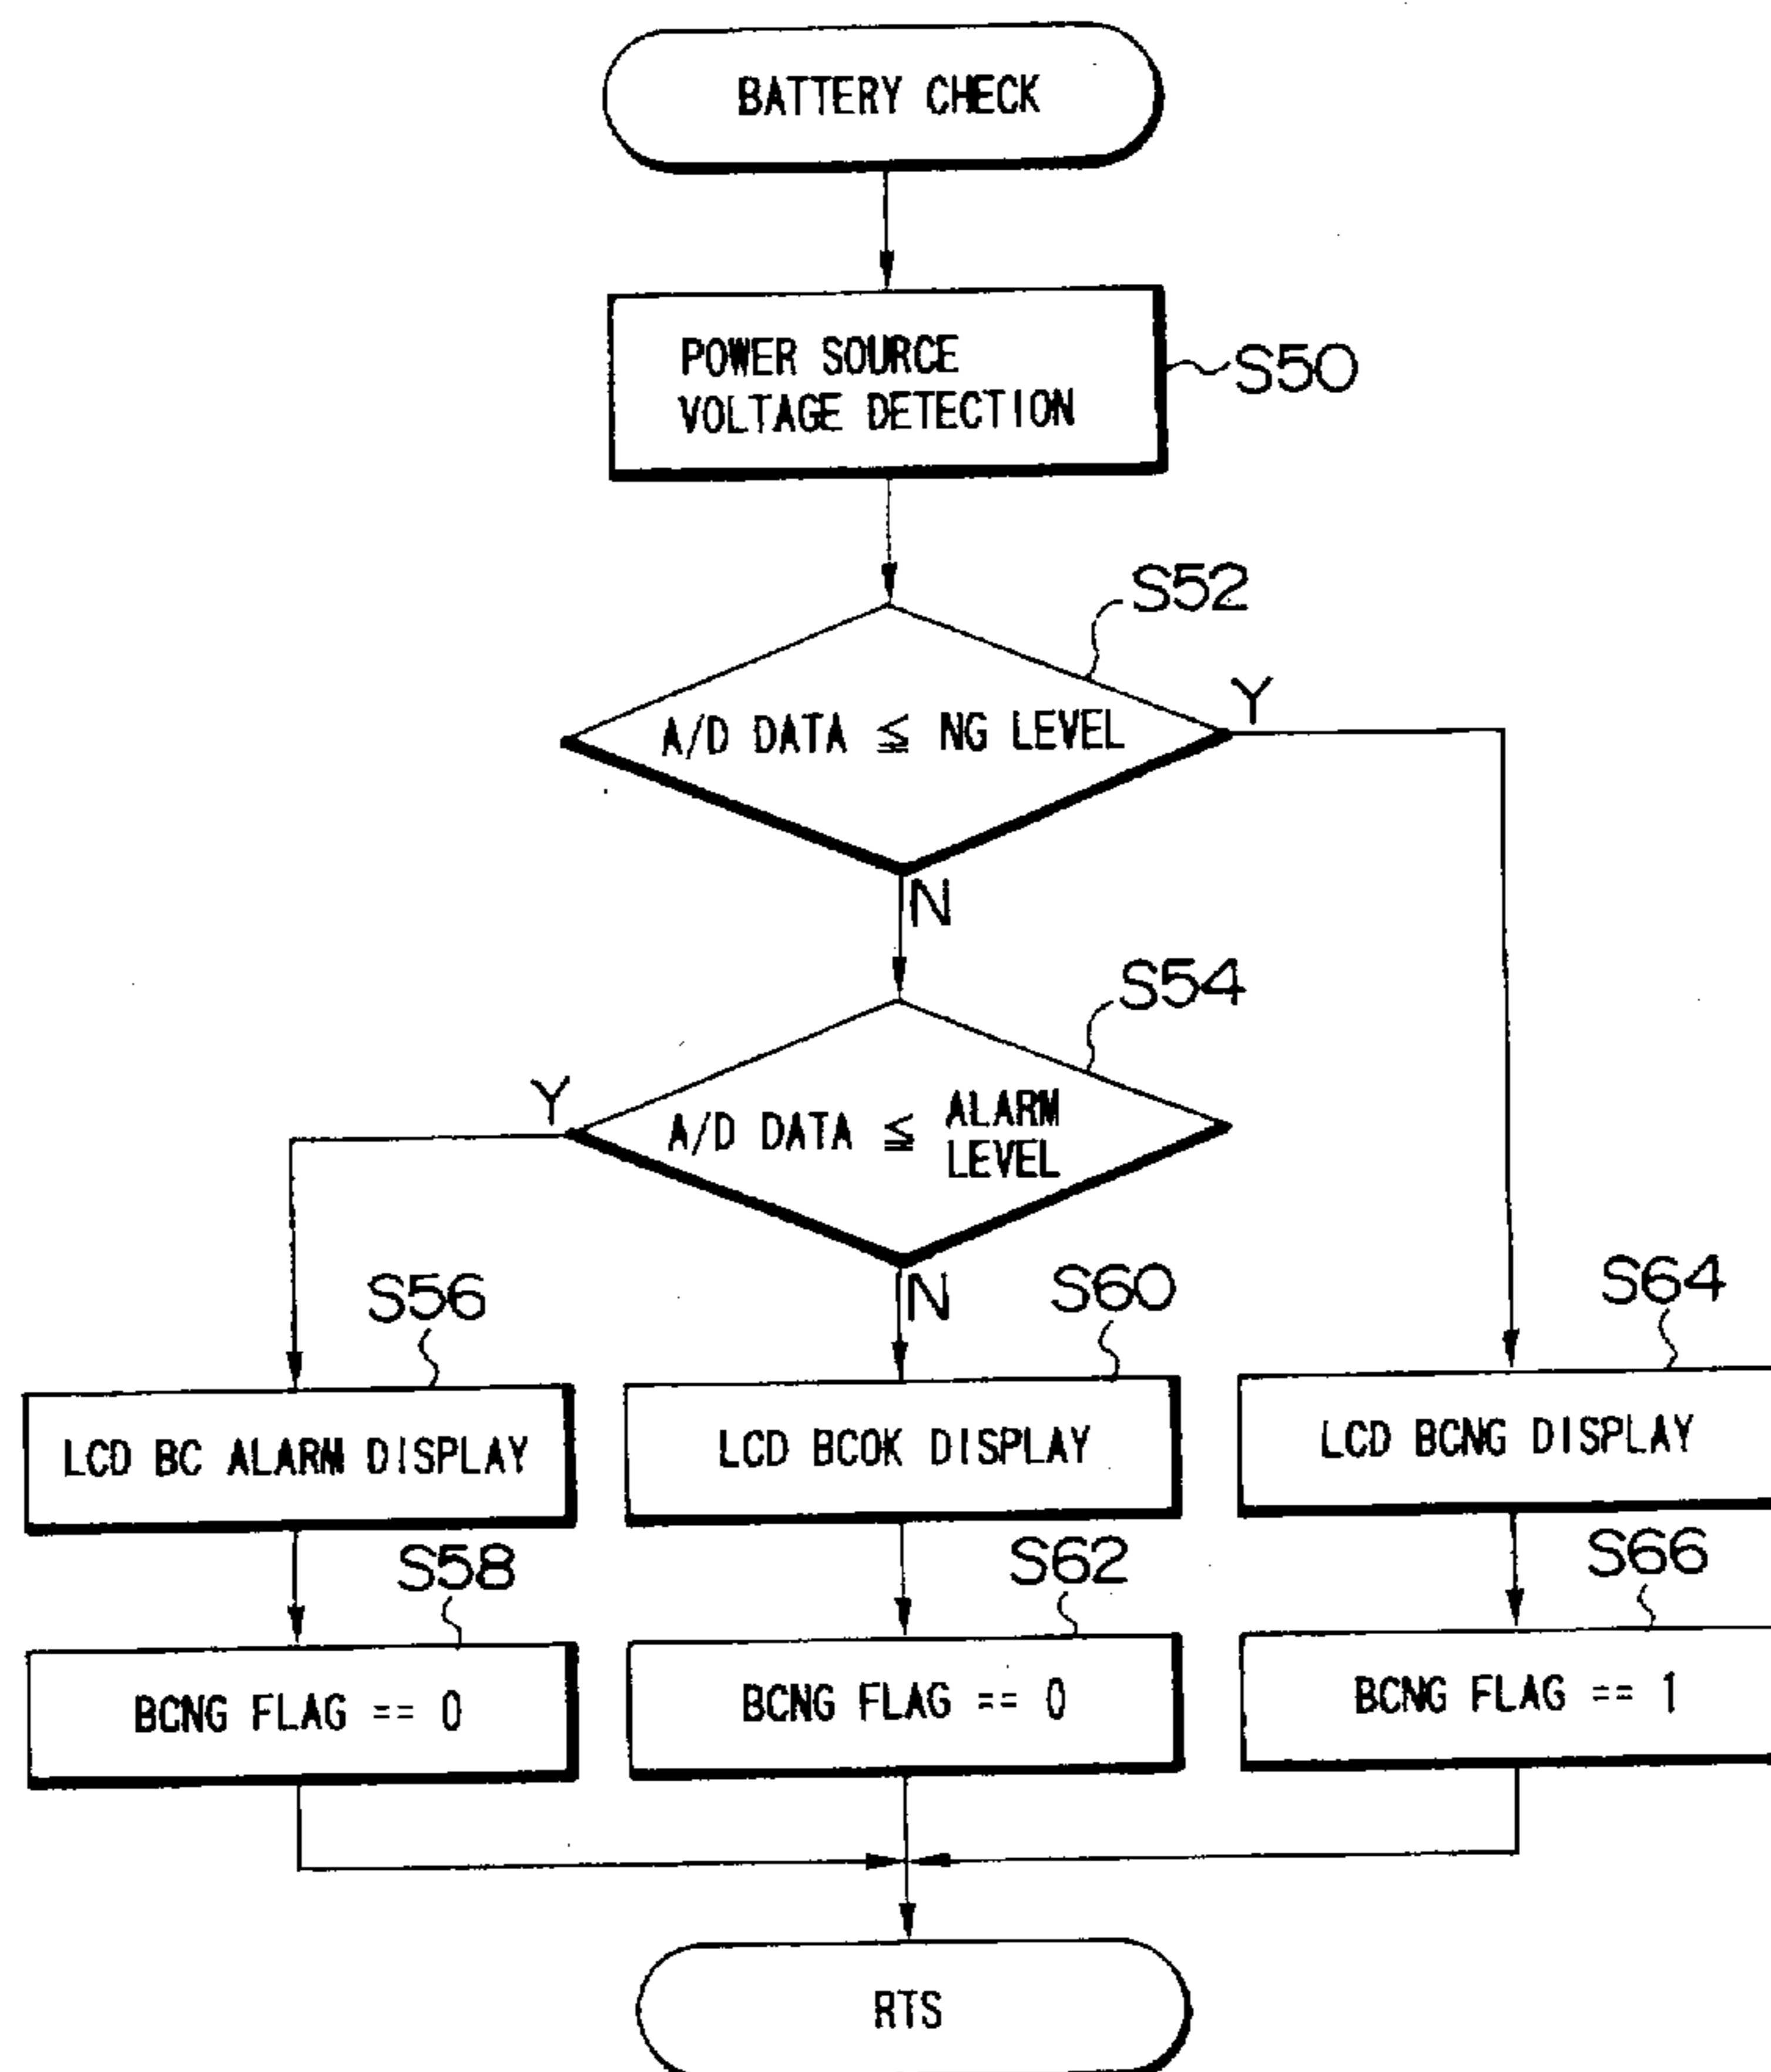 BATTERY CHECK
POWER SOURCE
VOLTAGE DETECTION
S50
S52
A/D DATA ≦ NG LEVEL
Y
N
S54
A/D DATA ≦ ALARM
LEVEL
Y
N
S56
S60
S64
LCD BC ALARM DISPLAY
LCD BCOK DISPLAY
LCD BCNG DISPLAY
S58
S62
S66
BCNG FLAG == 0
BCNG FLAG == 0
BCNG FLAG == 1
RTS